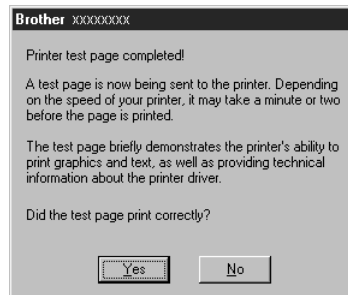 Brother XXXXXXXX
Printer test page completed!
A test page is now being sent to the printer. Depending
on the speed of your printer, it may take a minute or two
before the page is printed.
The test page briefly demonstrates the printer's ability to
print graphics and text, as well as providing technical
information about the printer driver.
Did the test page print correctly?
Yes No